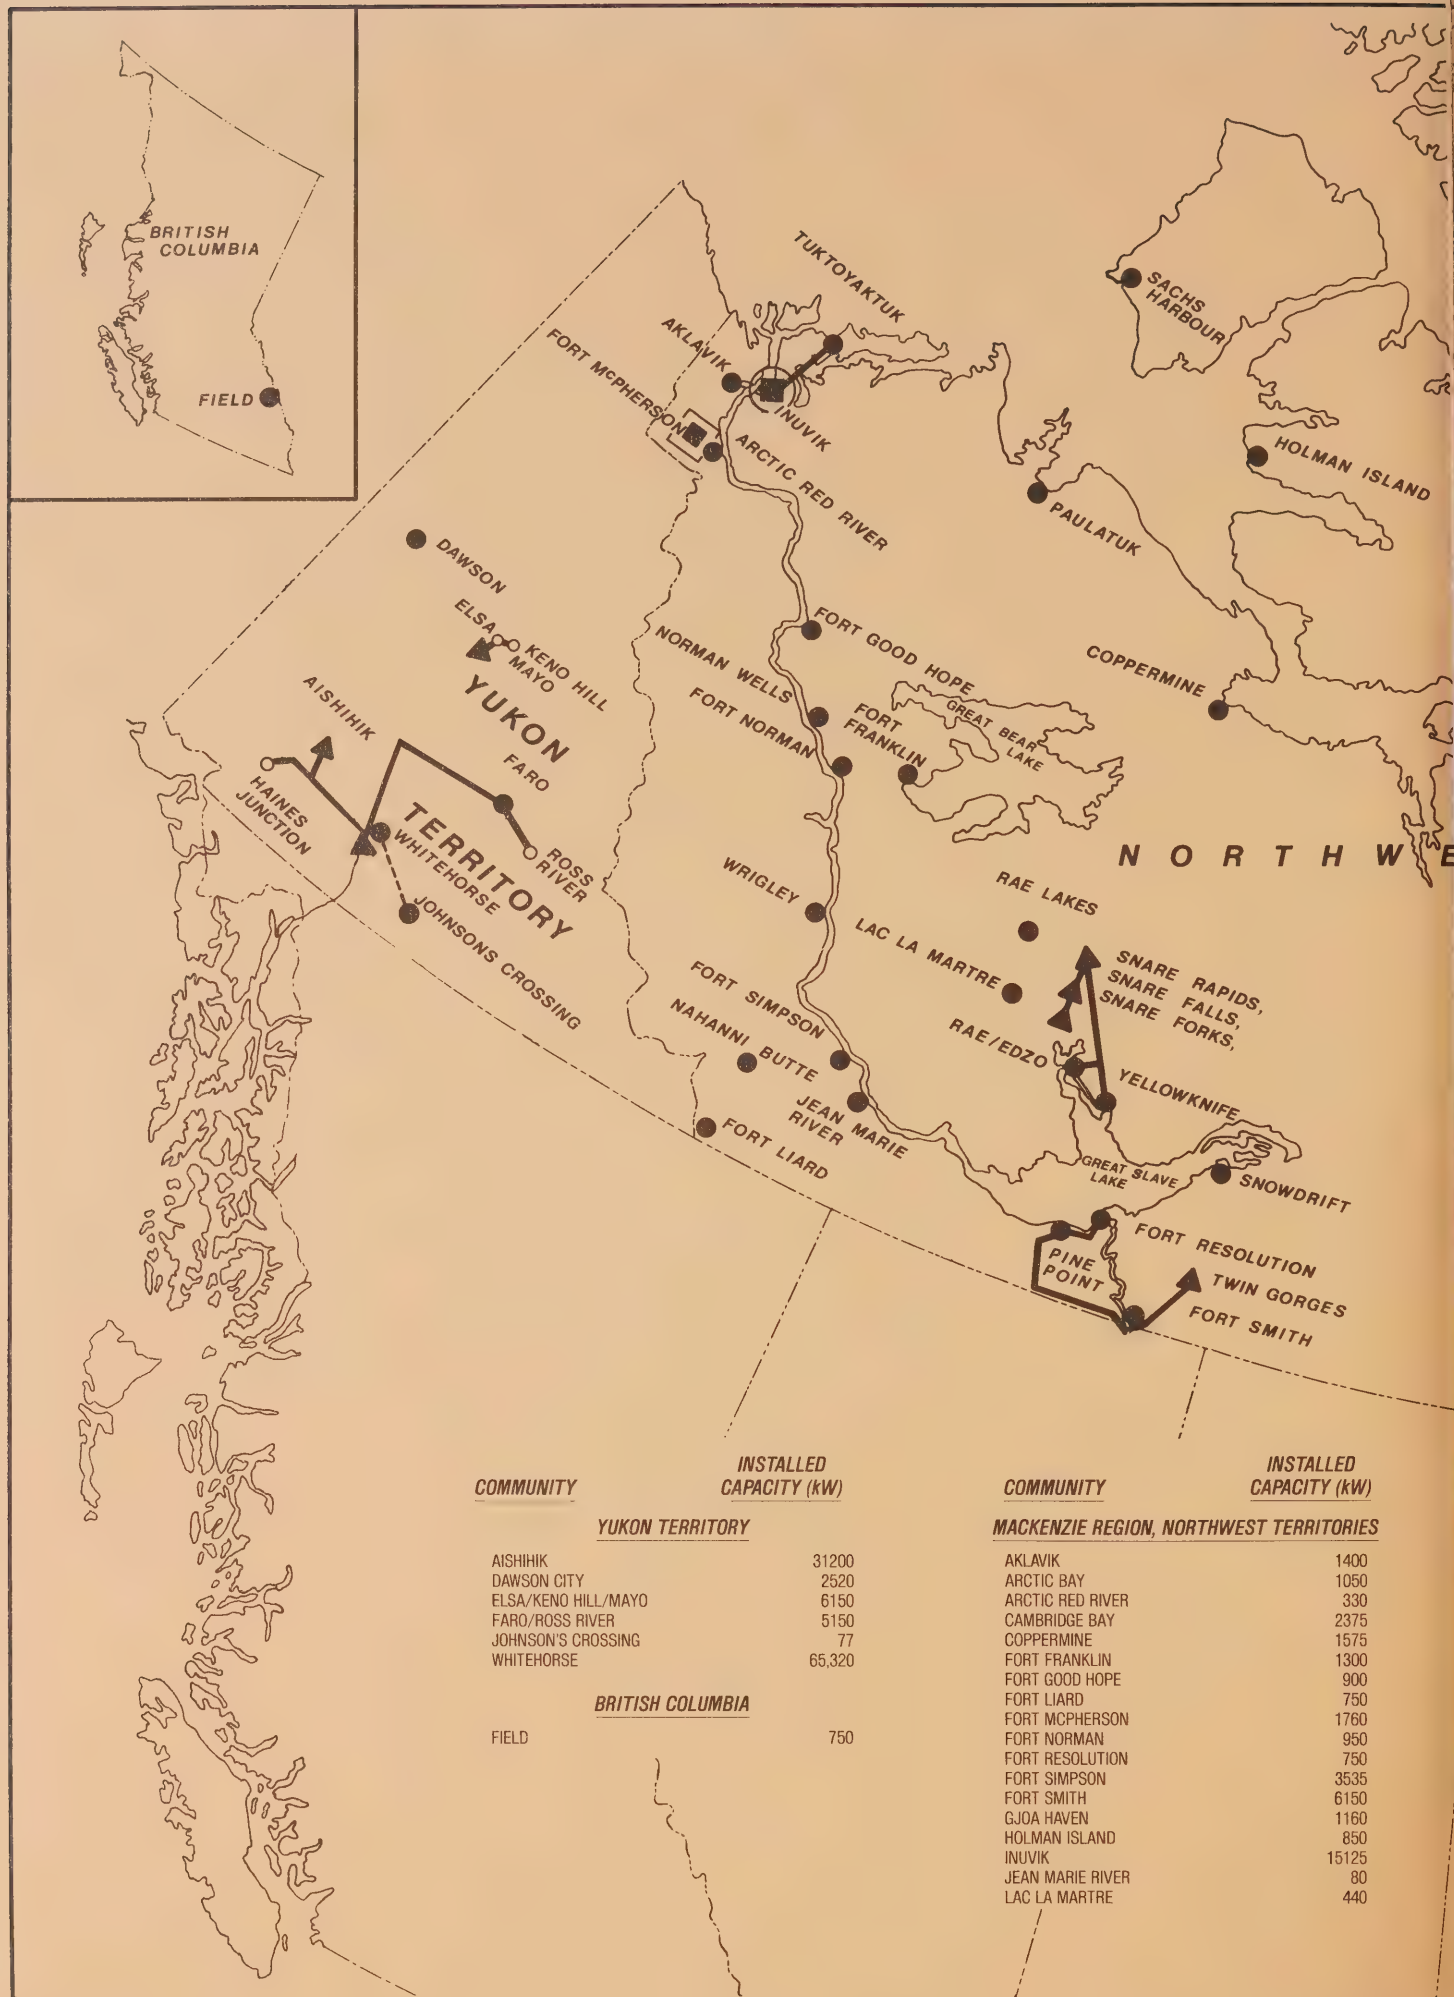 BRITISH
COLUMBIA
FIELD
TUKTOYAKTUK
AKLAVIK
FORT McPHERSON
INUVIK
ARCTIC RED RIVER
SACHS
HARBOUR
HOLMAN ISLAND
PAULATUK
DAWSON
ELSA
KENO HILL
MAYO
YUKON
TERRITORY
AISHIHIK
FARO
HAINES
JUNCTION
WHITEHORSE
ROSS
RIVER
JOHNSONS CROSSING
FORT GOOD HOPE
NORMAN WELLS
FORT NORMAN
FORT
FRANKLIN
GREAT BEAR
LAKE
COPPERMINE
NORTHWE
WRIGLEY
RAE LAKES
LAC LA MARTRE
SNARE RAPIDS,
SNARE FALLS,
SNARE FORKS,
FORT SIMPSON
NAHANNI BUTTE
RAE/EDZO
YELLOWKNIFE
JEAN MARIE
RIVER
FORT LIARD
GREAT SLAVE
LAKE
SNOWDRIFT
FORT RESOLUTION
PINE
POINT
TWIN GORGES
FORT SMITH
INSTALLED
COMMUNITY CAPACITY (kW)
YUKON TERRITORY
AISHIHIK 31200
DAWSON CITY 2520
ELSA/KENO HILL/MAYO 6150
FARO/ROSS RIVER 5150
JOHNSON'S CROSSING 77
WHITEHORSE 65,320
BRITISH COLUMBIA
FIELD 750
INSTALLED
COMMUNITY CAPACITY (kW)
MACKENZIE REGION, NORTHWEST TERRITORIES
AKLAVIK 1400
ARCTIC BAY 1050
ARCTIC RED RIVER 330
CAMBRIDGE BAY 2375
COPPERMINE 1575
FORT FRANKLIN 1300
FORT GOOD HOPE 900
FORT LIARD 750
FORT MCPHERSON 1760
FORT NORMAN 950
FORT RESOLUTION 750
FORT SIMPSON 3535
FORT SMITH 6150
GJOA HAVEN 1160
HOLMAN ISLAND 850
INUVIK 15125
JEAN MARIE RIVER 80
LAC LA MARTRE 440